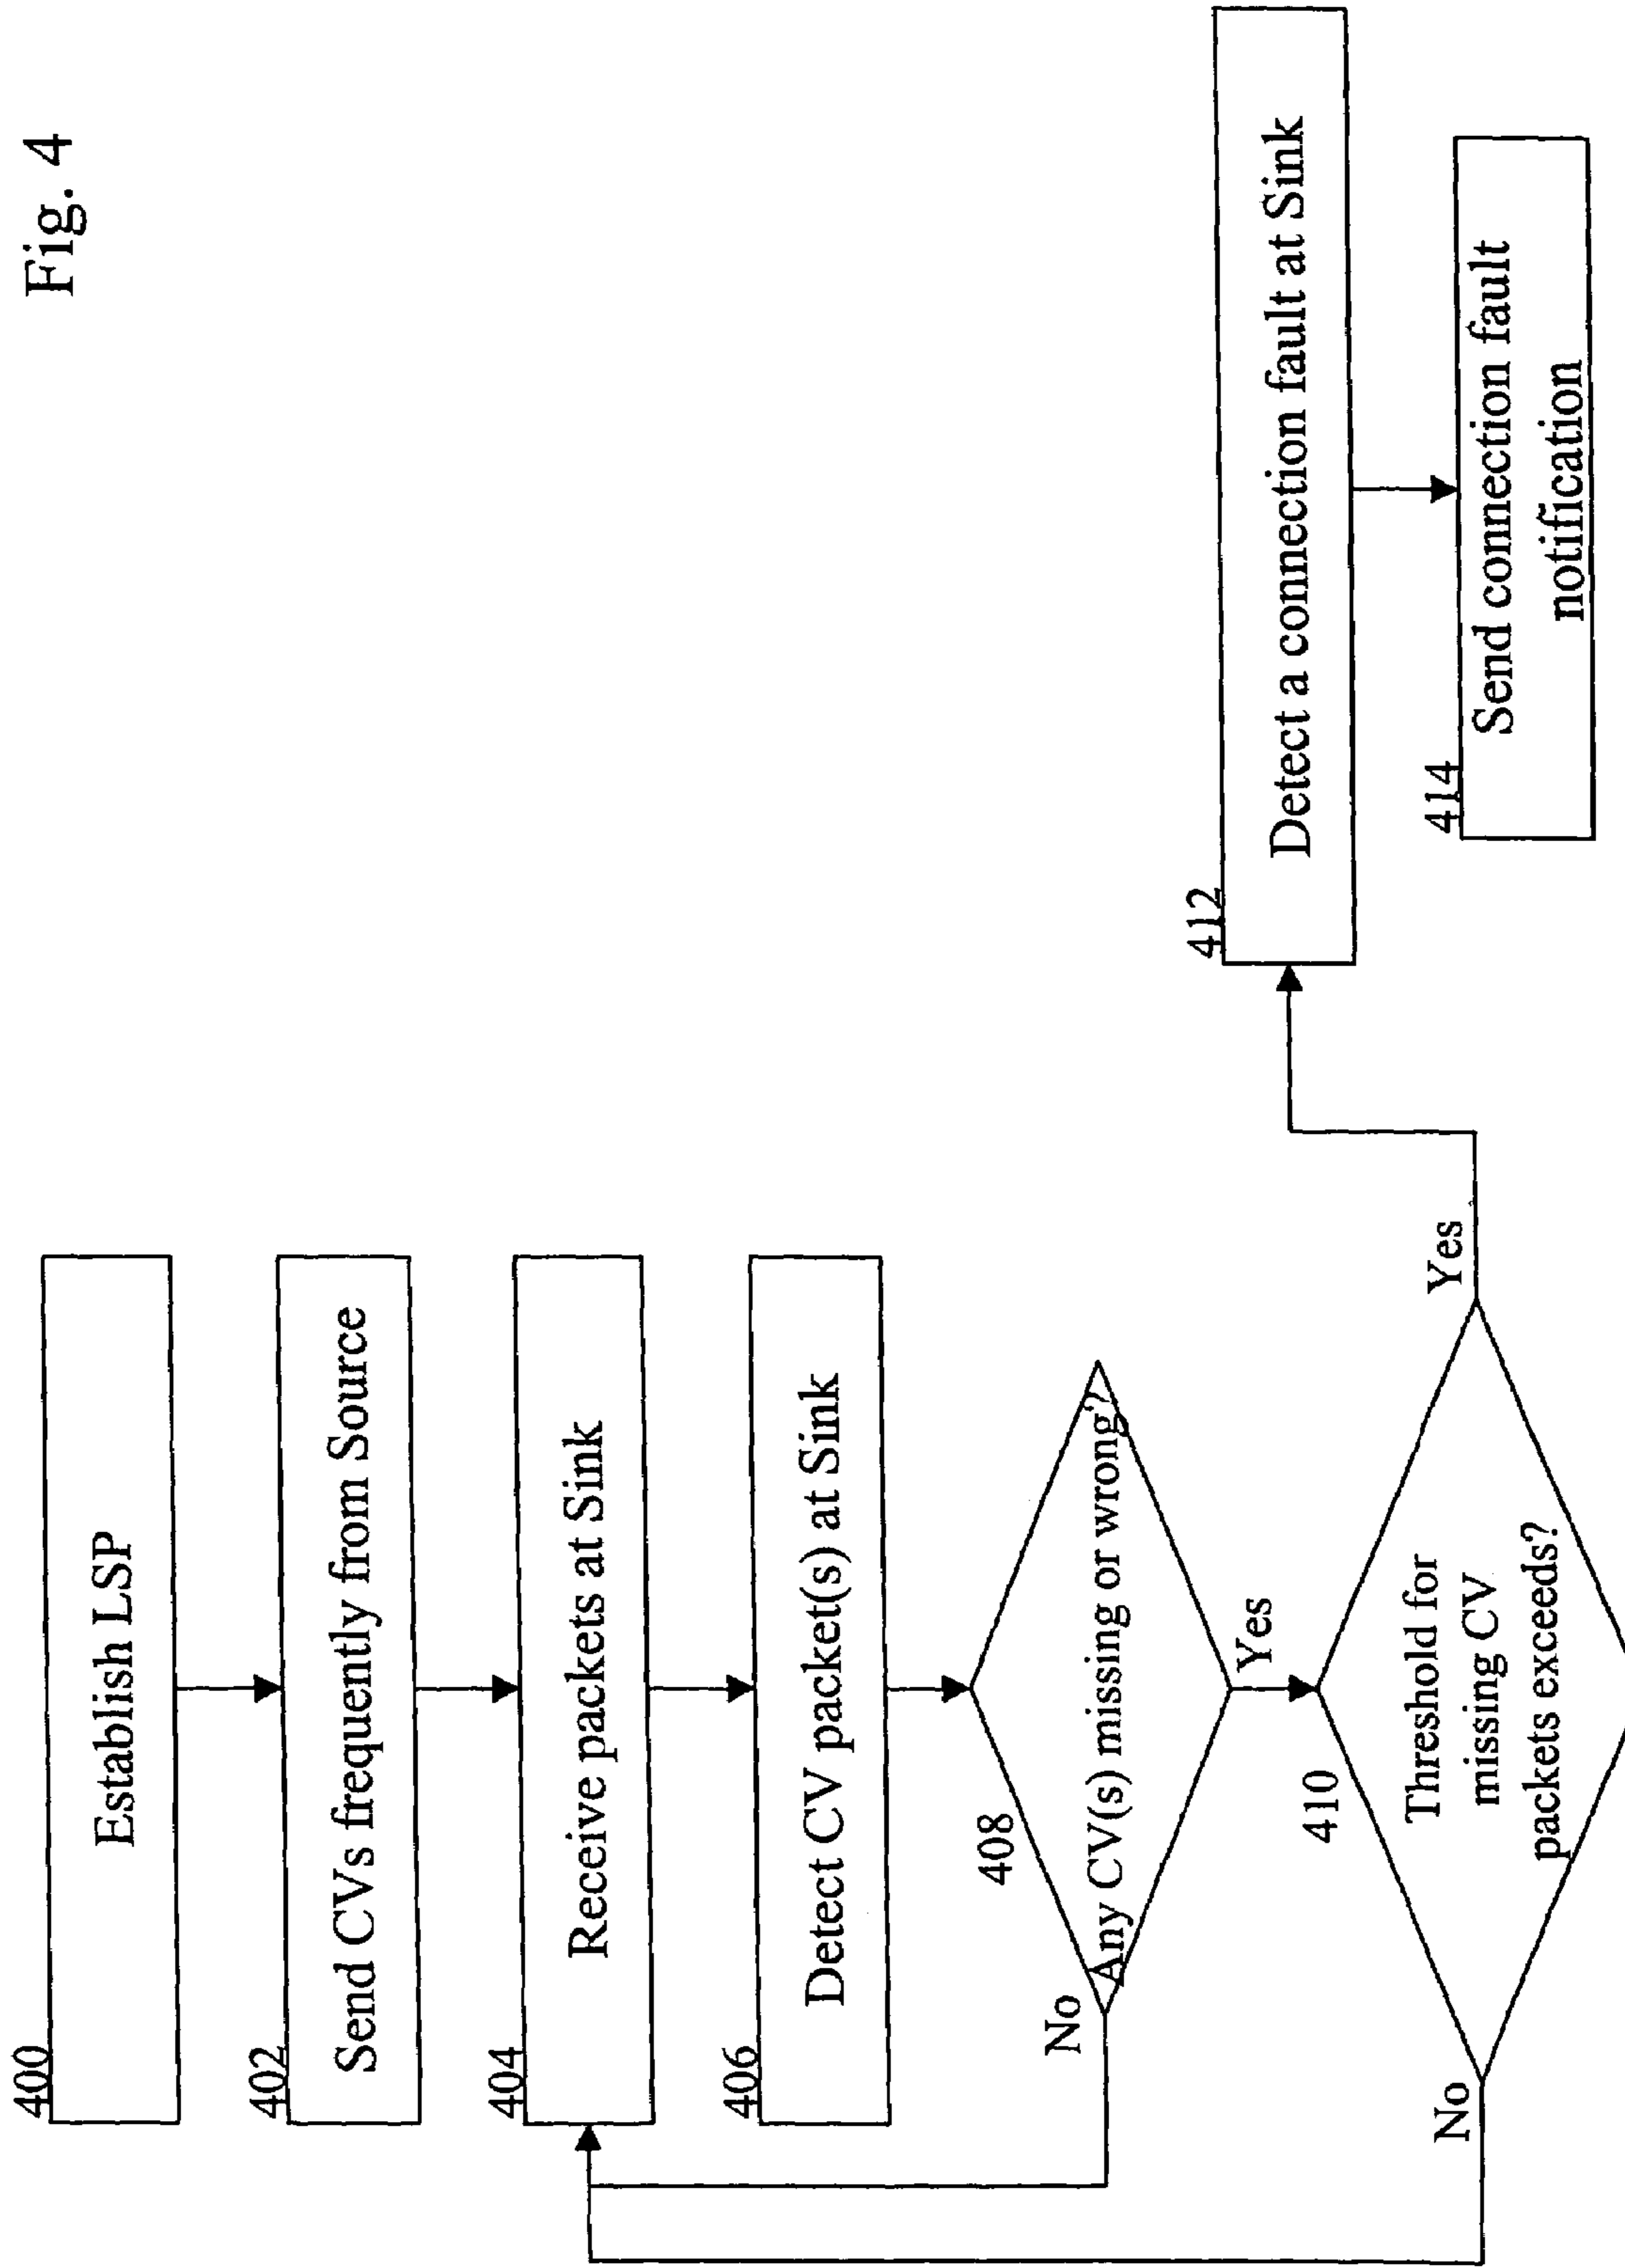 Fig. 4
400
Establish LSP
402
Send CVs frequently from Source
404
Receive packets at Sink
406
Detect CV packet(s) at Sink
408
Any CV(s) missing or wrong?
No
Yes
410
Threshold for
missing CV
packets exceeds?
No
Yes
412
Detect a connection fault at Sink
414
Send connection fault
notification